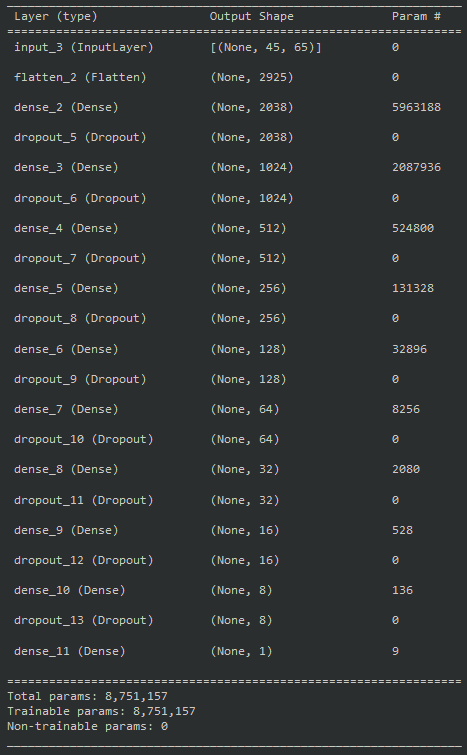 Layer (type) Output Shape Param #
=================================================================
input_3 (InputLayer) [(None, 45, 65)] 0
flatten_2 (Flatten) (None, 2925) 0
dense_2 (Dense) (None, 2038) 5963188
dropout_5 (Dropout) (None, 2038) 0
dense_3 (Dense) (None, 1024) 2087936
dropout_6 (Dropout) (None, 1024) 0
dense_4 (Dense) (None, 512) 524800
dropout_7 (Dropout) (None, 512) 0
dense_5 (Dense) (None, 256) 131328
dropout_8 (Dropout) (None, 256) 0
dense_6 (Dense) (None, 128) 32896
dropout_9 (Dropout) (None, 128) 0
dense_7 (Dense) (None, 64) 8256
dropout_10 (Dropout) (None, 64) 0
dense_8 (Dense) (None, 32) 2080
dropout_11 (Dropout) (None, 32) 0
dense_9 (Dense) (None, 16) 528
dropout_12 (Dropout) (None, 16) 0
dense_10 (Dense) (None, 8) 136
dropout_13 (Dropout) (None, 8) 0
dense_11 (Dense) (None, 1) 9
=================================================================
Total params: 8,751,157
Trainable params: 8,751,157
Non-trainable params: 0